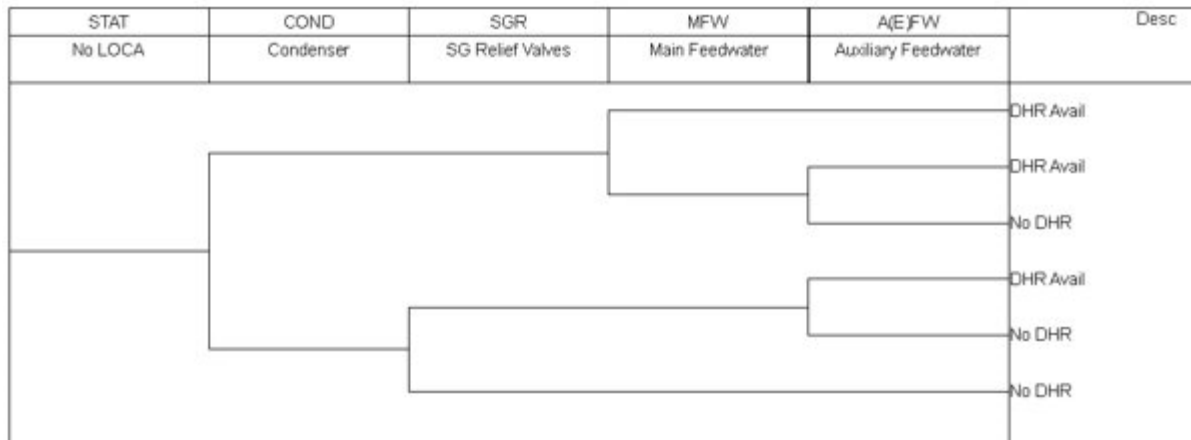 STAT COND SGR MFW A(E)FW Desc
No LOCA Condenser SG Relief Valves Main Feedwater Auxiliary Feedwater
DHR Avail
DHR Avail
No DHR
DHR Avail
No DHR
No DHR